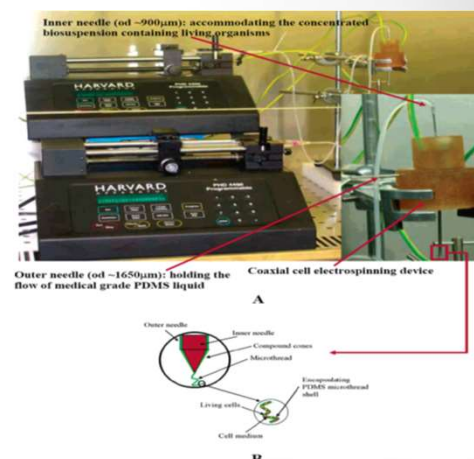 Inner needle (od ~900μm): accommodating the concentrated
biosuspension containing living organisms
HARVARD
HARVARD
Programmable
Outer needle (od ~1650μm): holding the
flow of medical grade PDMS liquid
Coaxial cell electrospinning device
A
Outer needle
Inner needle
Compound cones
Microthread
Encapsulating
PDMS microthread
shell
Living cells
Cell medium
B